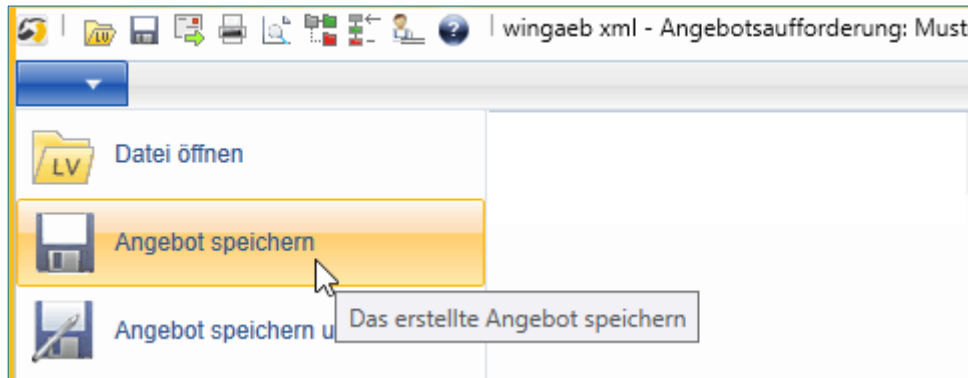 wingaeb xml - Angebotsaufforderung: Must
LV
Datei öffnen
Angebot speichern
Das erstellte Angebot speichern
Angebot speichern u